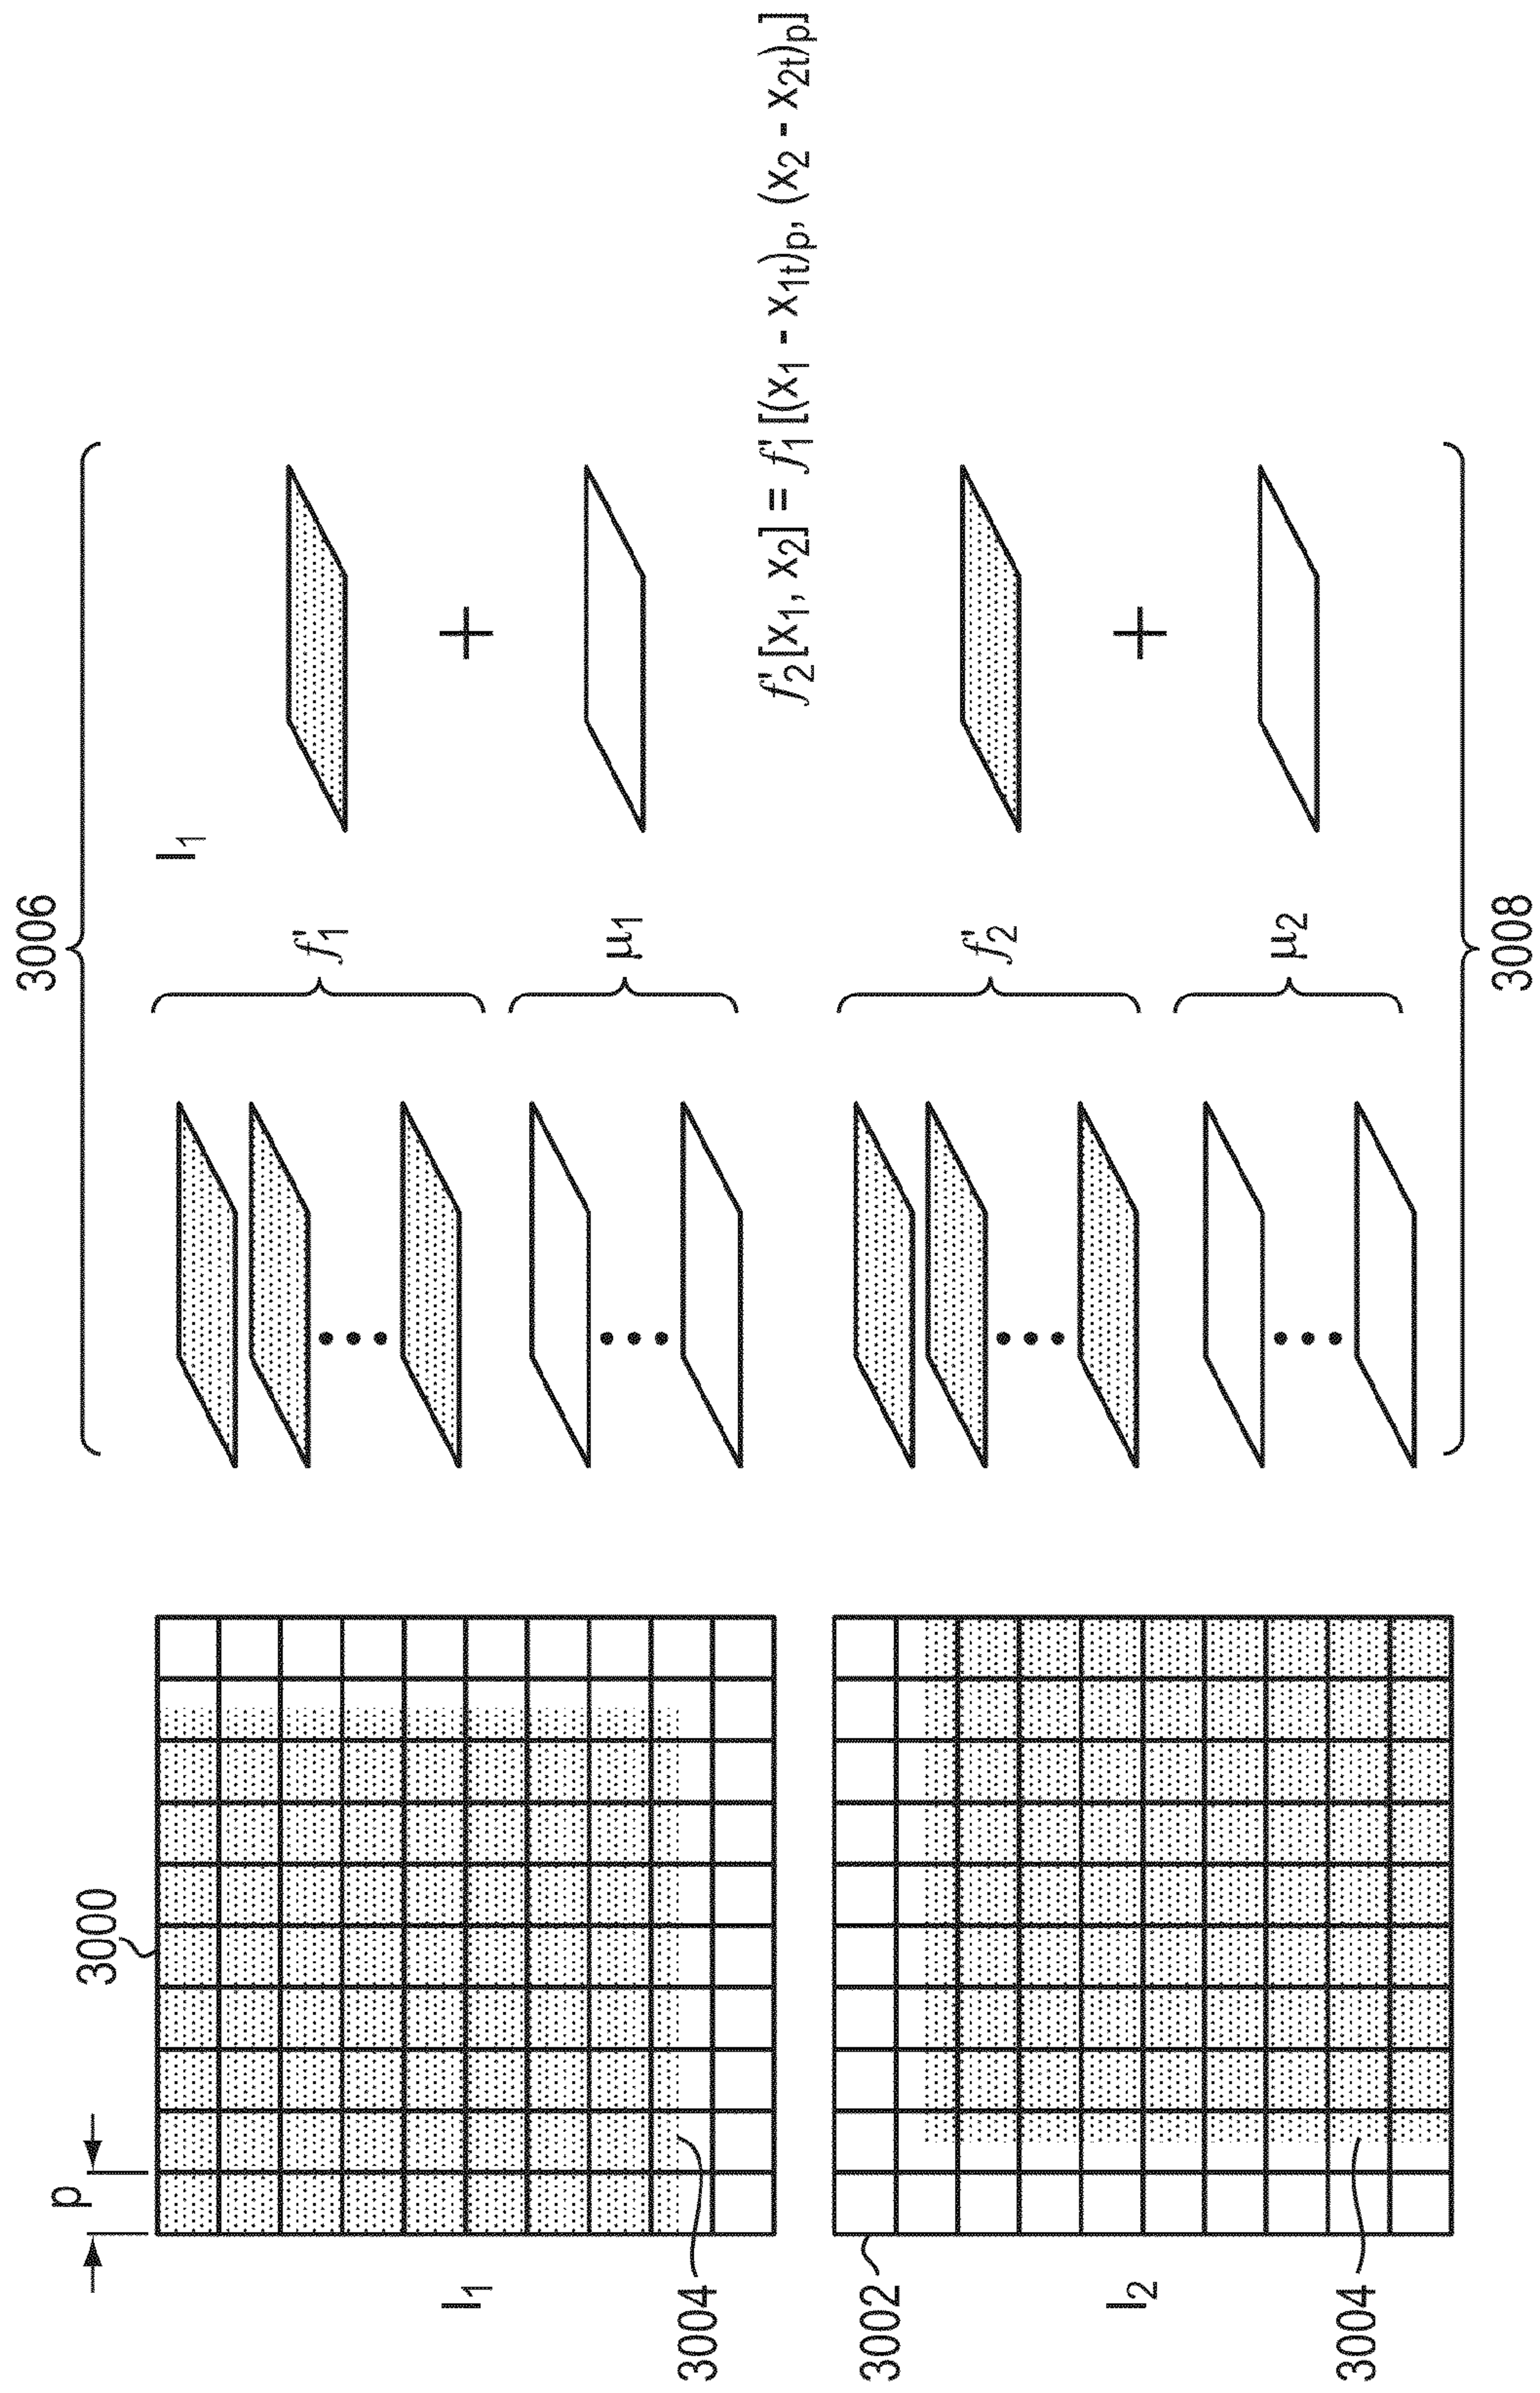 3006
3000
p
I₁
3004
f'₁
μ₁
I₁
f'₂[x₁, x₂] = f'₁ [(x₁ - x₁t)p, (x₂ - x₂t)p]
3002
I₂
3004
f'₂
μ₂
3008